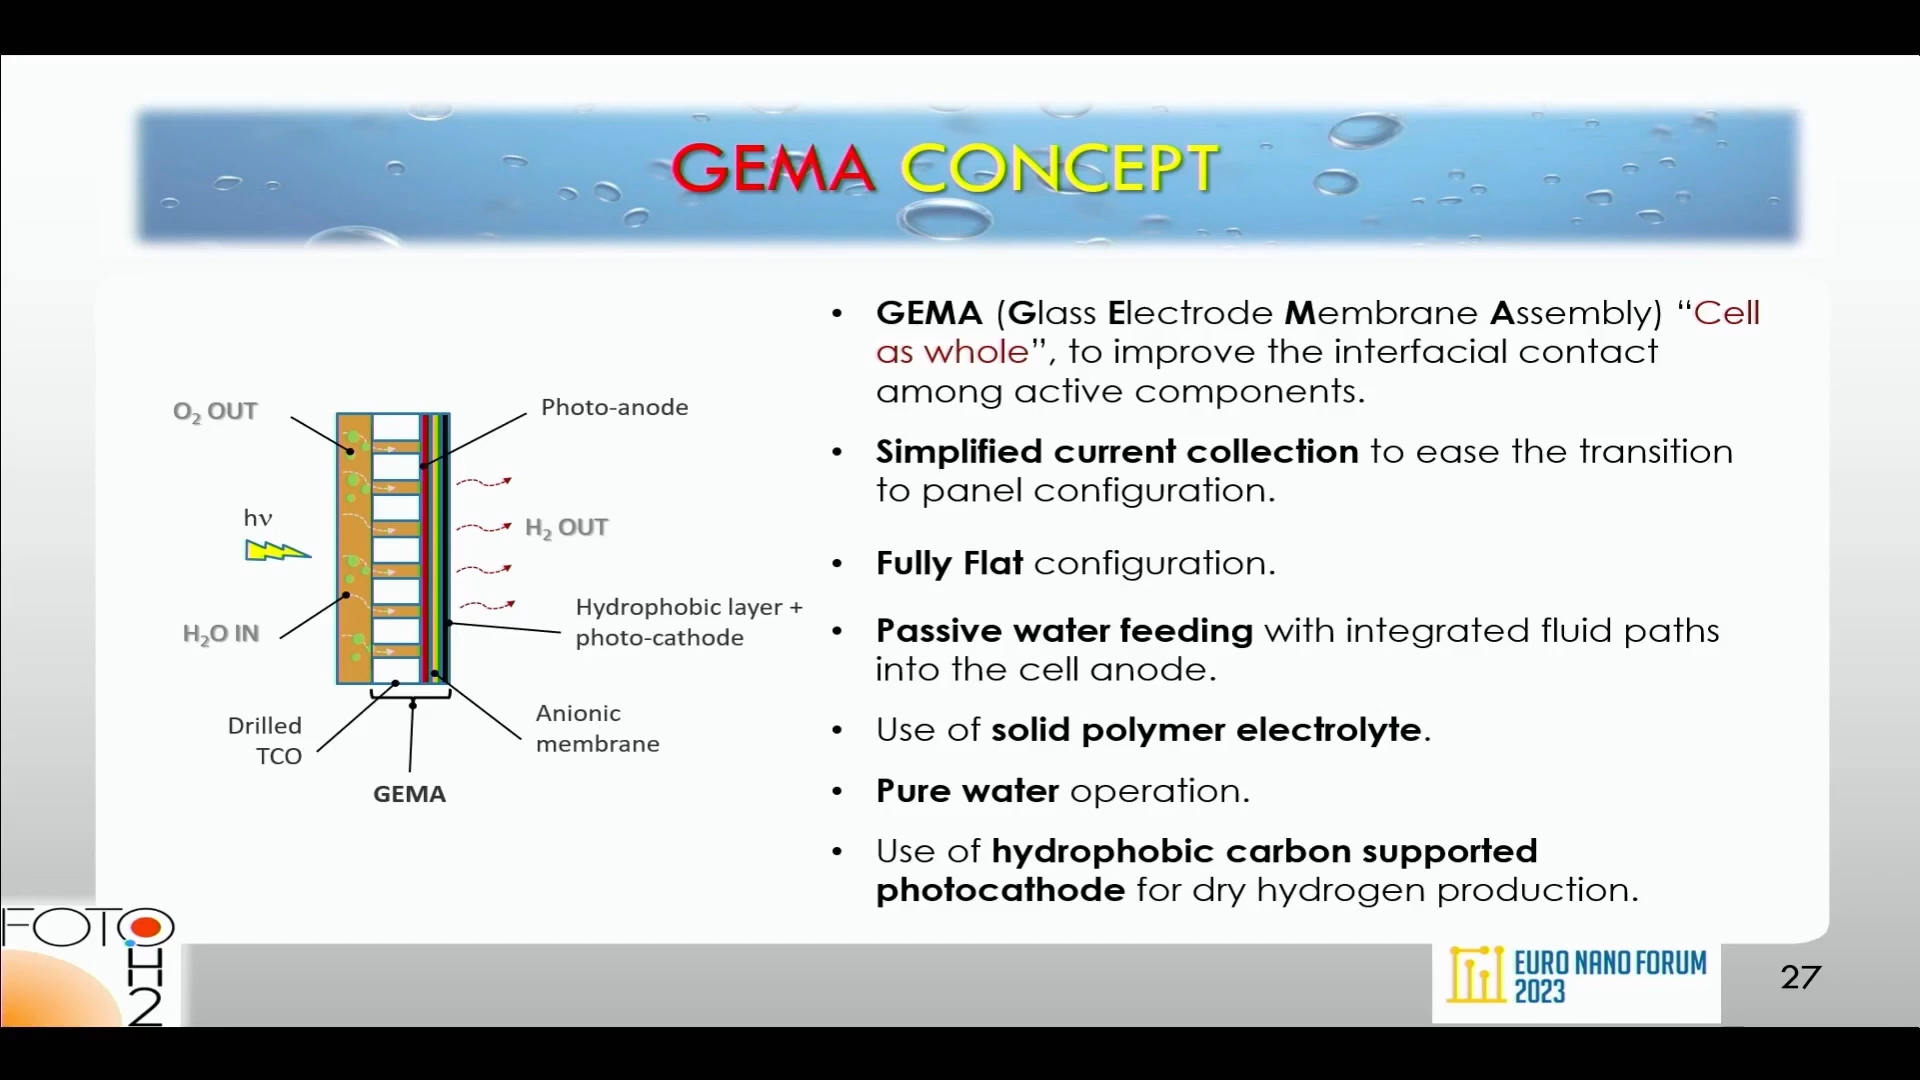 GEMA CONCEPT
O₂ OUT
hν
H₂O IN
Drilled
TCO
GEMA
Photo-anode
H₂ OUT
Hydrophobic layer +
photo-cathode
Anionic
membrane
• GEMA (Glass Electrode Membrane Assembly) “Cell
as whole”, to improve the interfacial contact
among active components.
• Simplified current collection to ease the transition
to panel configuration.
• Fully Flat configuration.
• Passive water feeding with integrated fluid paths
into the cell anode.
• Use of solid polymer electrolyte.
• Pure water operation.
• Use of hydrophobic carbon supported
photocathode for dry hydrogen production.
FOTO
H2
EURO NANO FORUM
2023
27